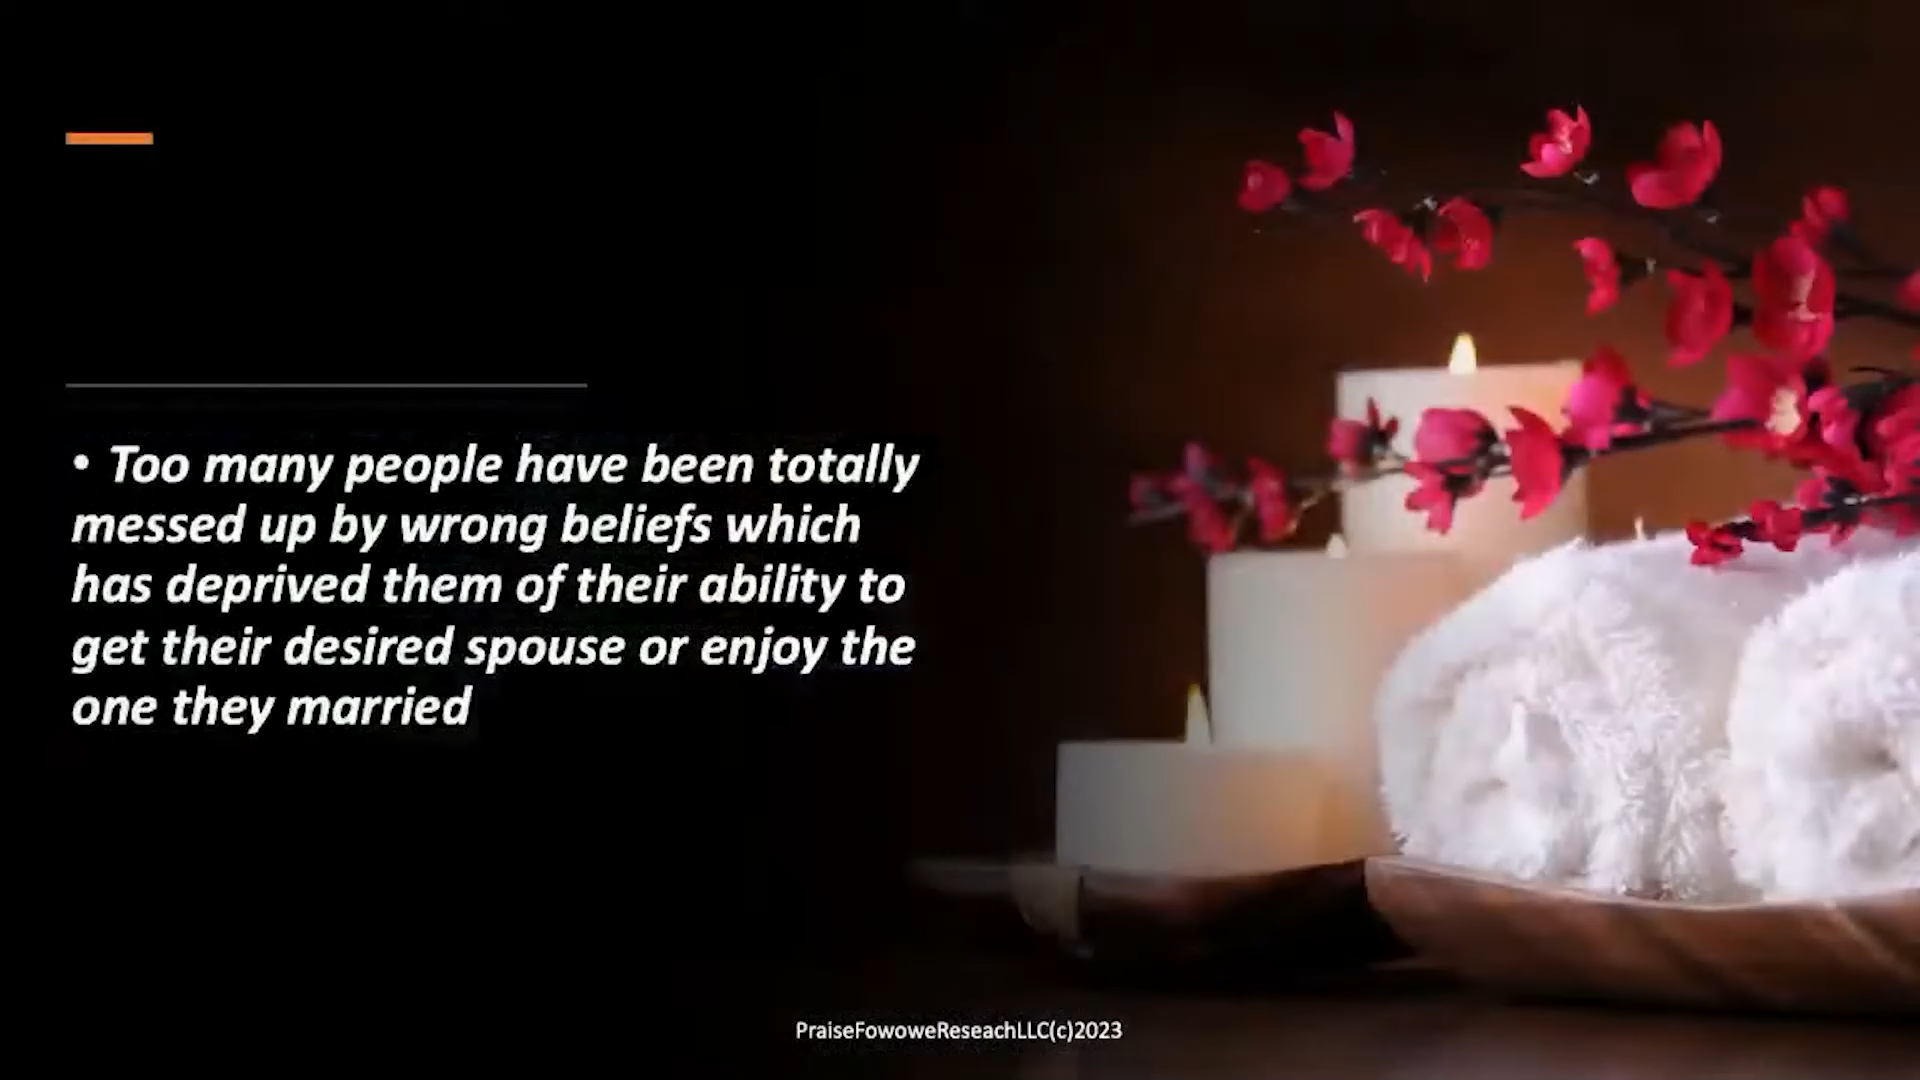 • Too many people have been totally
messed up by wrong beliefs which
has deprived them of their ability to
get their desired spouse or enjoy the
one they married
PraiseFowoweReseachLLC(c)2023